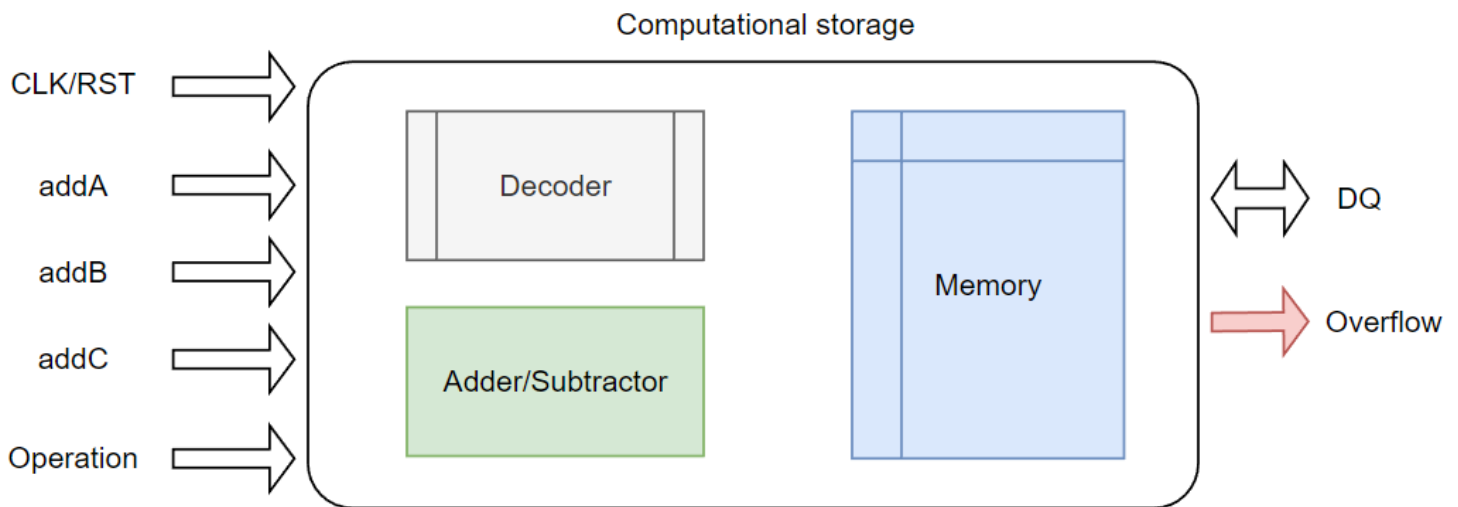 Computational storage
CLK/RST
addA
addB
addC
Operation
Decoder
Adder/Subtractor
Memory
DQ
Overflow